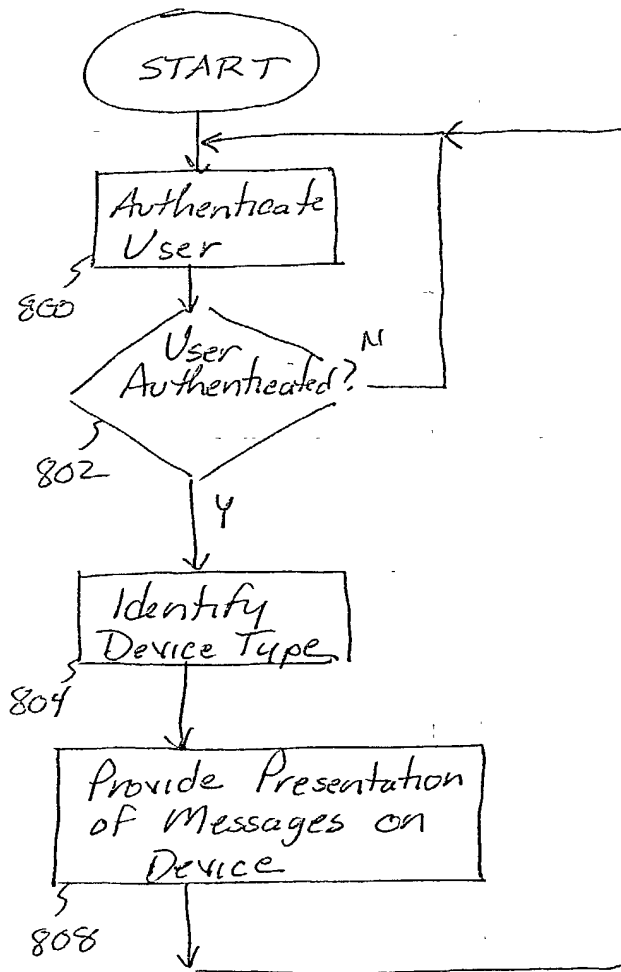 START
Authenticate
User
800
User
Authenticated?
N
802
Y
Identify
Device Type
804
Provide Presentation
of Messages on
Device
808